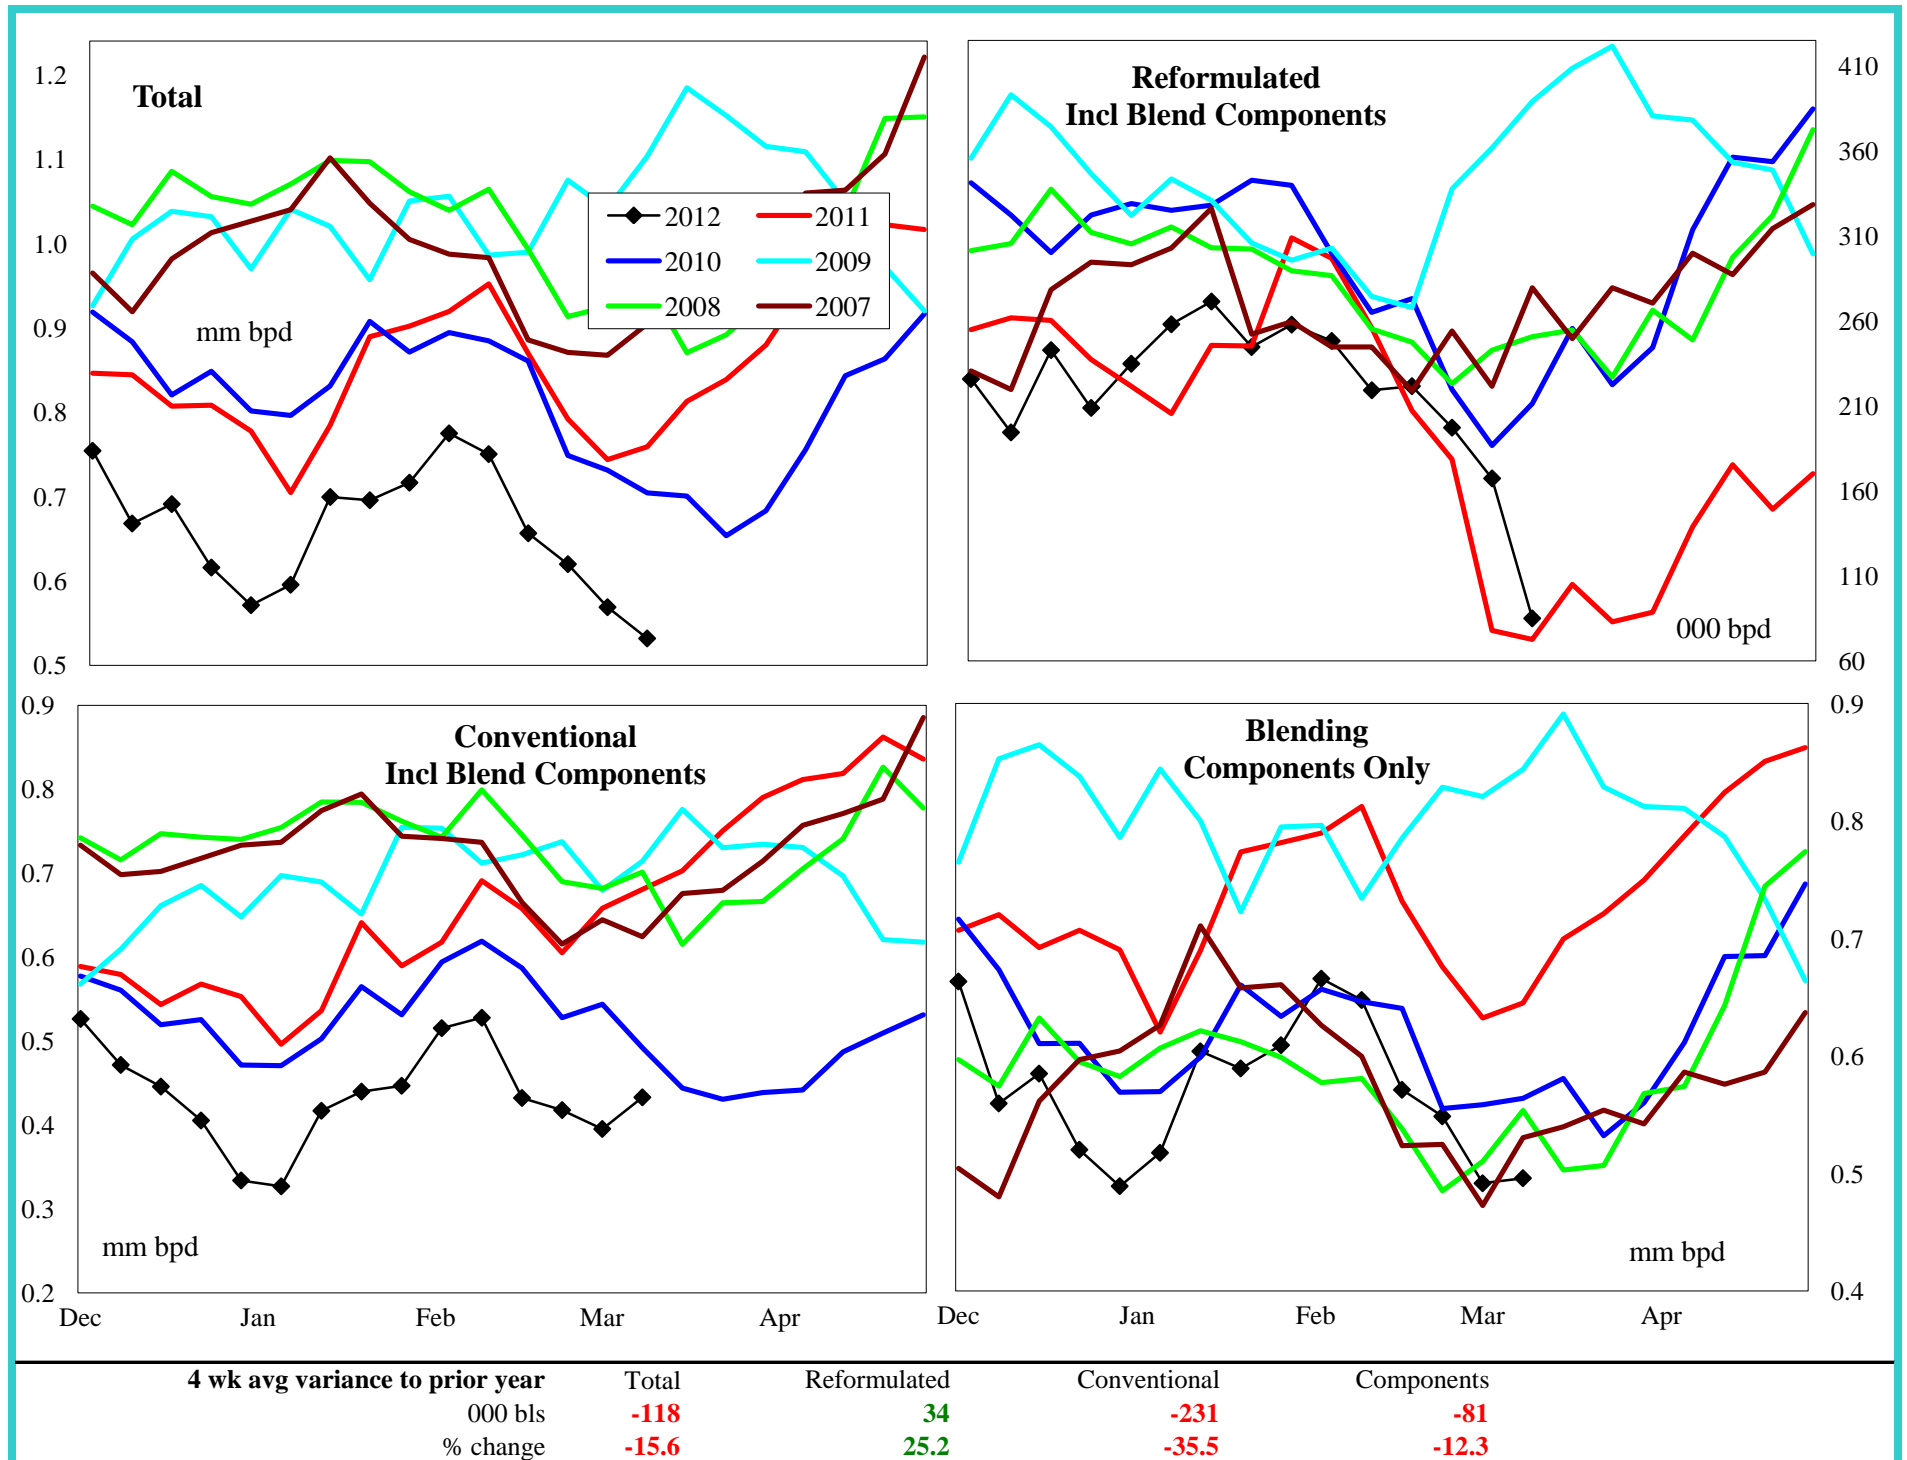 Total
mm bpd
1.2
1.1
1.0
0.9
0.8
0.7
0.6
0.5
2012 2011
2010 2009
2008 2007
Reformulated
Incl Blend Components
000 bpd
410
360
310
260
210
160
110
60
Conventional
Incl Blend Components
mm bpd
0.9
0.8
0.7
0.6
0.5
0.4
0.3
0.2
Dec Jan Feb Mar Apr
Blending
Components Only
mm bpd
0.9
0.8
0.7
0.6
0.5
0.4
Dec Jan Feb Mar Apr
4 wk avg variance to prior year Total Reformulated Conventional Components
000 bls -118 34 -231 -81
% change -15.6 25.2 -35.5 -12.3